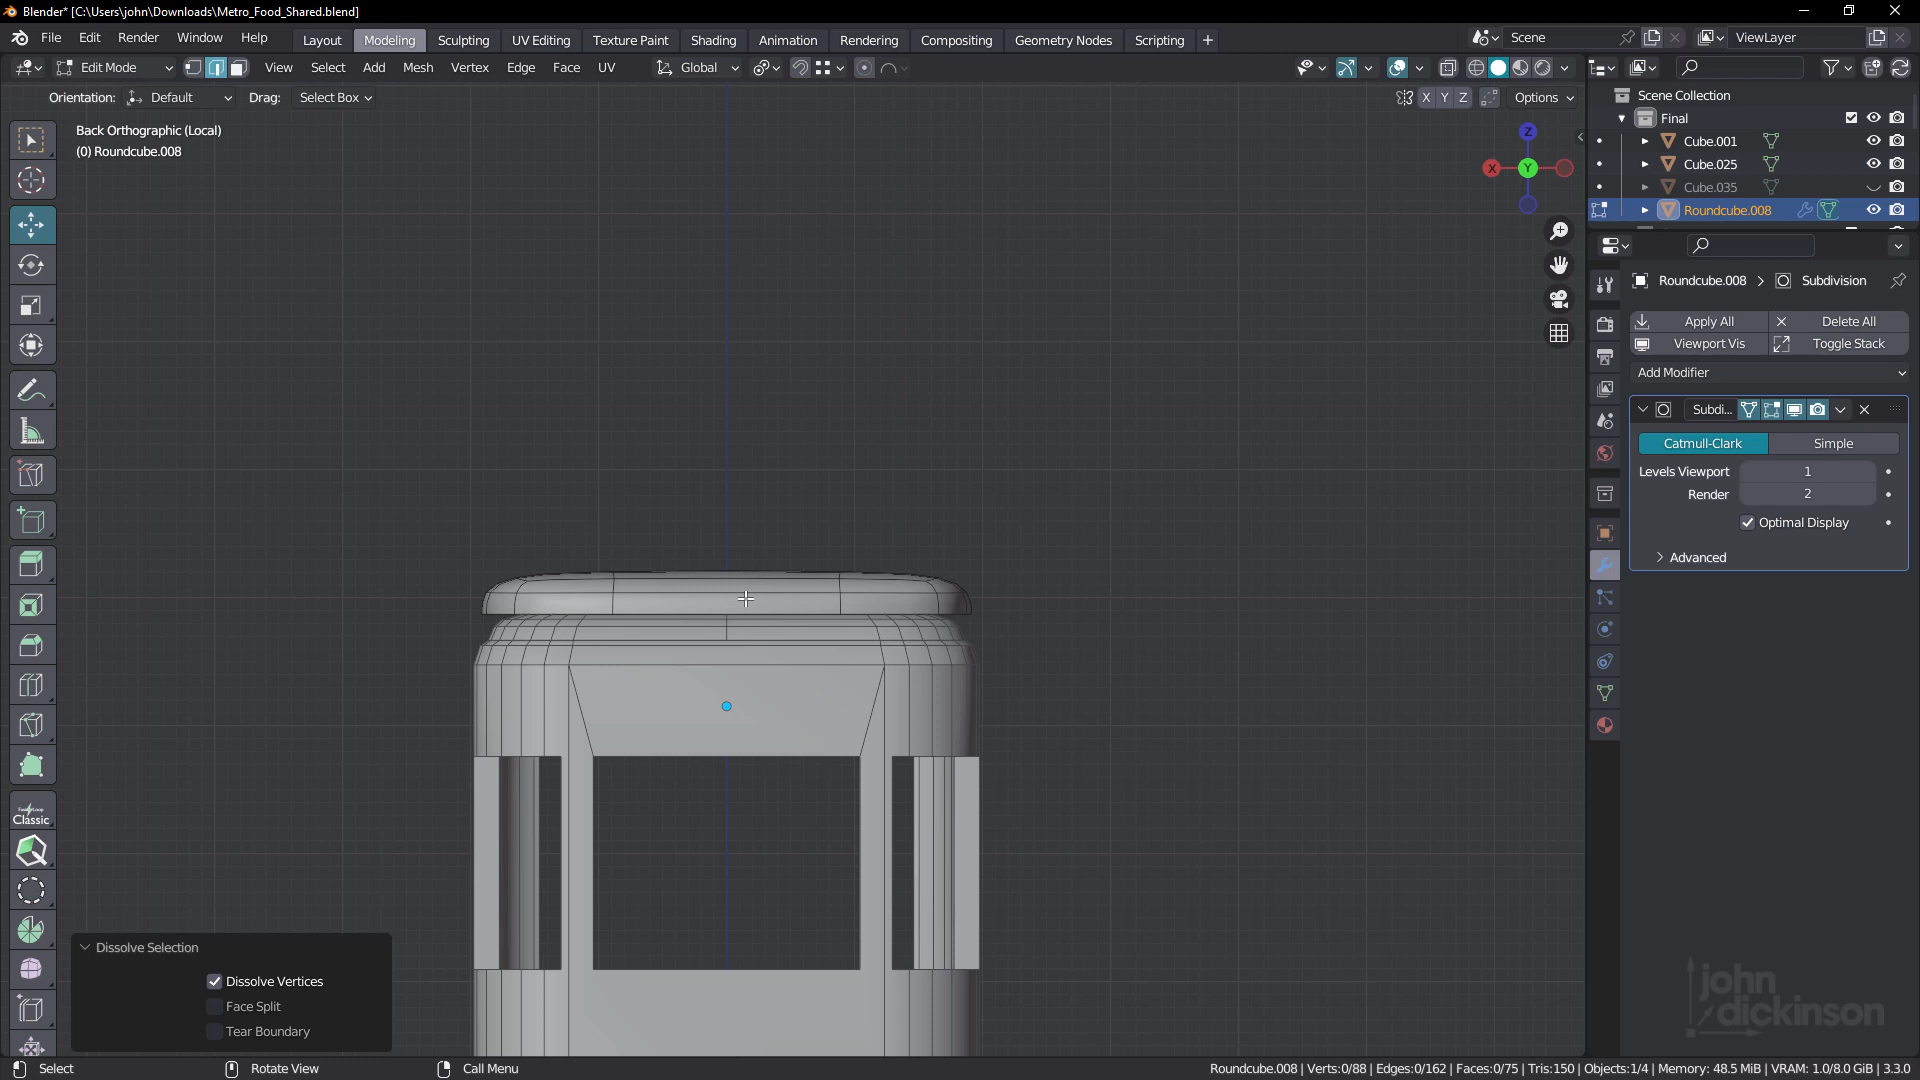 Blender* [C:\Users\john\Downloads\Metro_Food_Shared.blend]
File Edit Render Window Help
Layout Modeling Sculpting UV Editing Texture Paint Shading Animation Rendering Compositing Geometry Nodes Scripting +
Scene
ViewLayer
Edit Mode
View Select Add Mesh Vertex Edge Face UV
Global
Orientation: Default Drag: Select Box
X Y Z Options
Back Orthographic (Local)
(0) Roundcube.008
Z
X
Y
Classic
Scene Collection
Final
Cube.001
Cube.025
Cube.035
Roundcube.008
Roundcube.008 > Subdivision
Apply All Delete All
Viewport Vis Toggle Stack
Add Modifier
Subdi...
Catmull-Clark Simple
Levels Viewport 1
Render 2
Optimal Display
Advanced
Dissolve Selection
Dissolve Vertices
Face Split
Tear Boundary
john
dickinson
Select Rotate View Call Menu
Roundcube.008 | Verts:0/88 | Edges:0/162 | Faces:0/75 | Tris:150 | Objects:1/4 | Memory: 48.5 MiB | VRAM: 1.0/8.0 GiB | 3.3.0